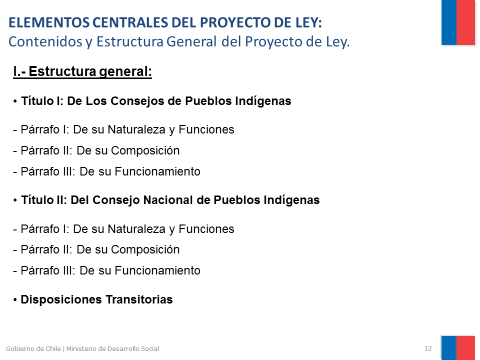 ELEMENTOS CENTRALES DEL PROYECTO DE LEY:
Contenidos y Estructura General del Proyecto de Ley.
I.- Estructura general:
• Título I: De Los Consejos de Pueblos Indígenas
- Párrafo I: De su Naturaleza y Funciones
- Párrafo II: De su Composición
- Párrafo III: De su Funcionamiento
• Título II: Del Consejo Nacional de Pueblos Indígenas
- Párrafo I: De su Naturaleza y Funciones
- Párrafo II: De su Composición
- Párrafo III: De su Funcionamiento
• Disposiciones Transitorias
Gobierno de Chile | Ministerio de Desarrollo Social
12